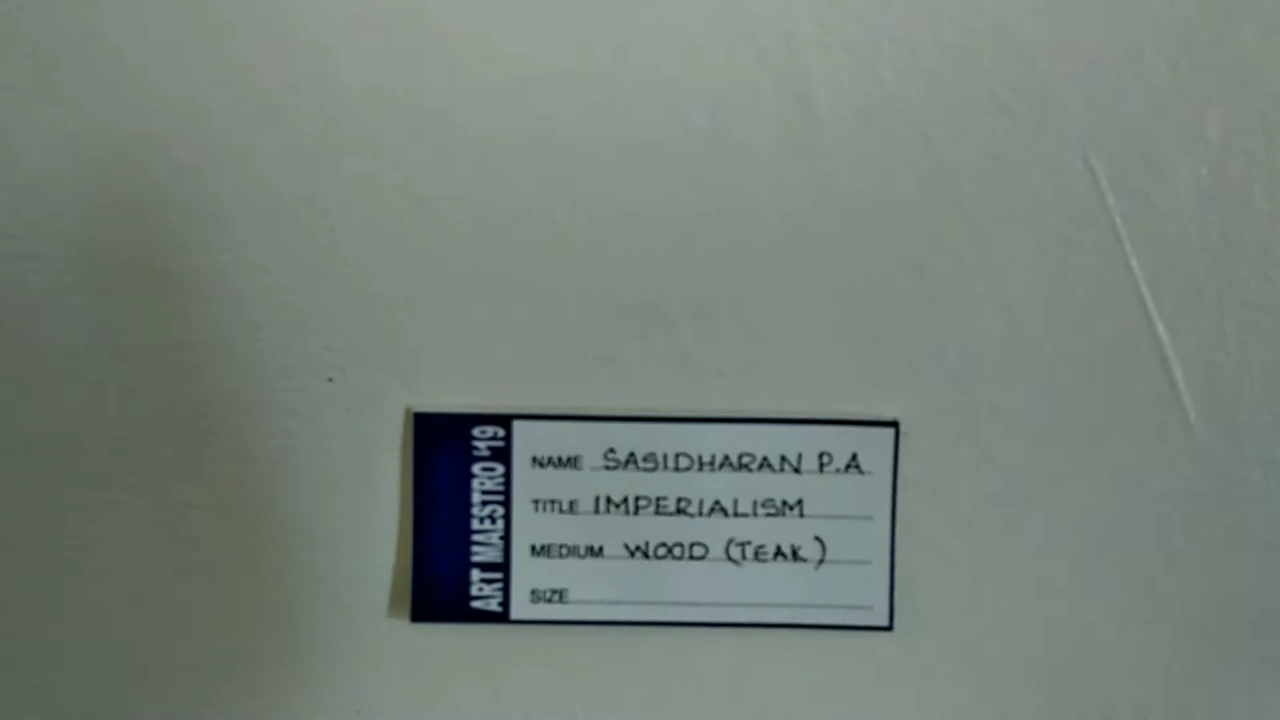 ART MAESTRO '19
NAME SASIDHARAN P.A
TITLE IMPERIALISM
MEDIUM WOOD (TEAK)
SIZE